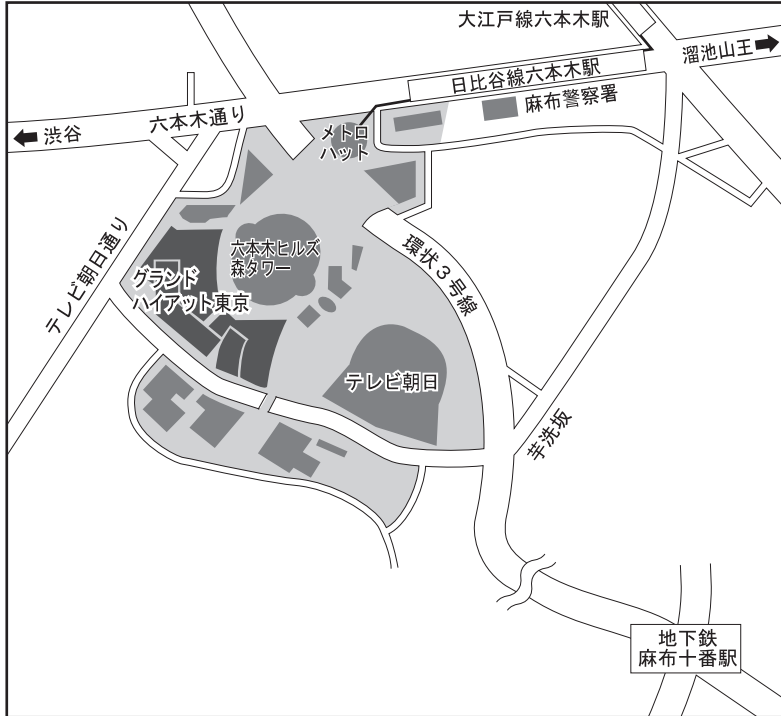 大江戸線六本木駅
溜池山王
日比谷線六本木駅
麻布警察署
六本木通り
渋谷
メトロ
ハット
テレビ朝日通り
六本木ヒルズ
森タワー
環状3号線
グランド
ハイアット東京
テレビ朝日
芋洗坂
地下鉄
麻布十番駅